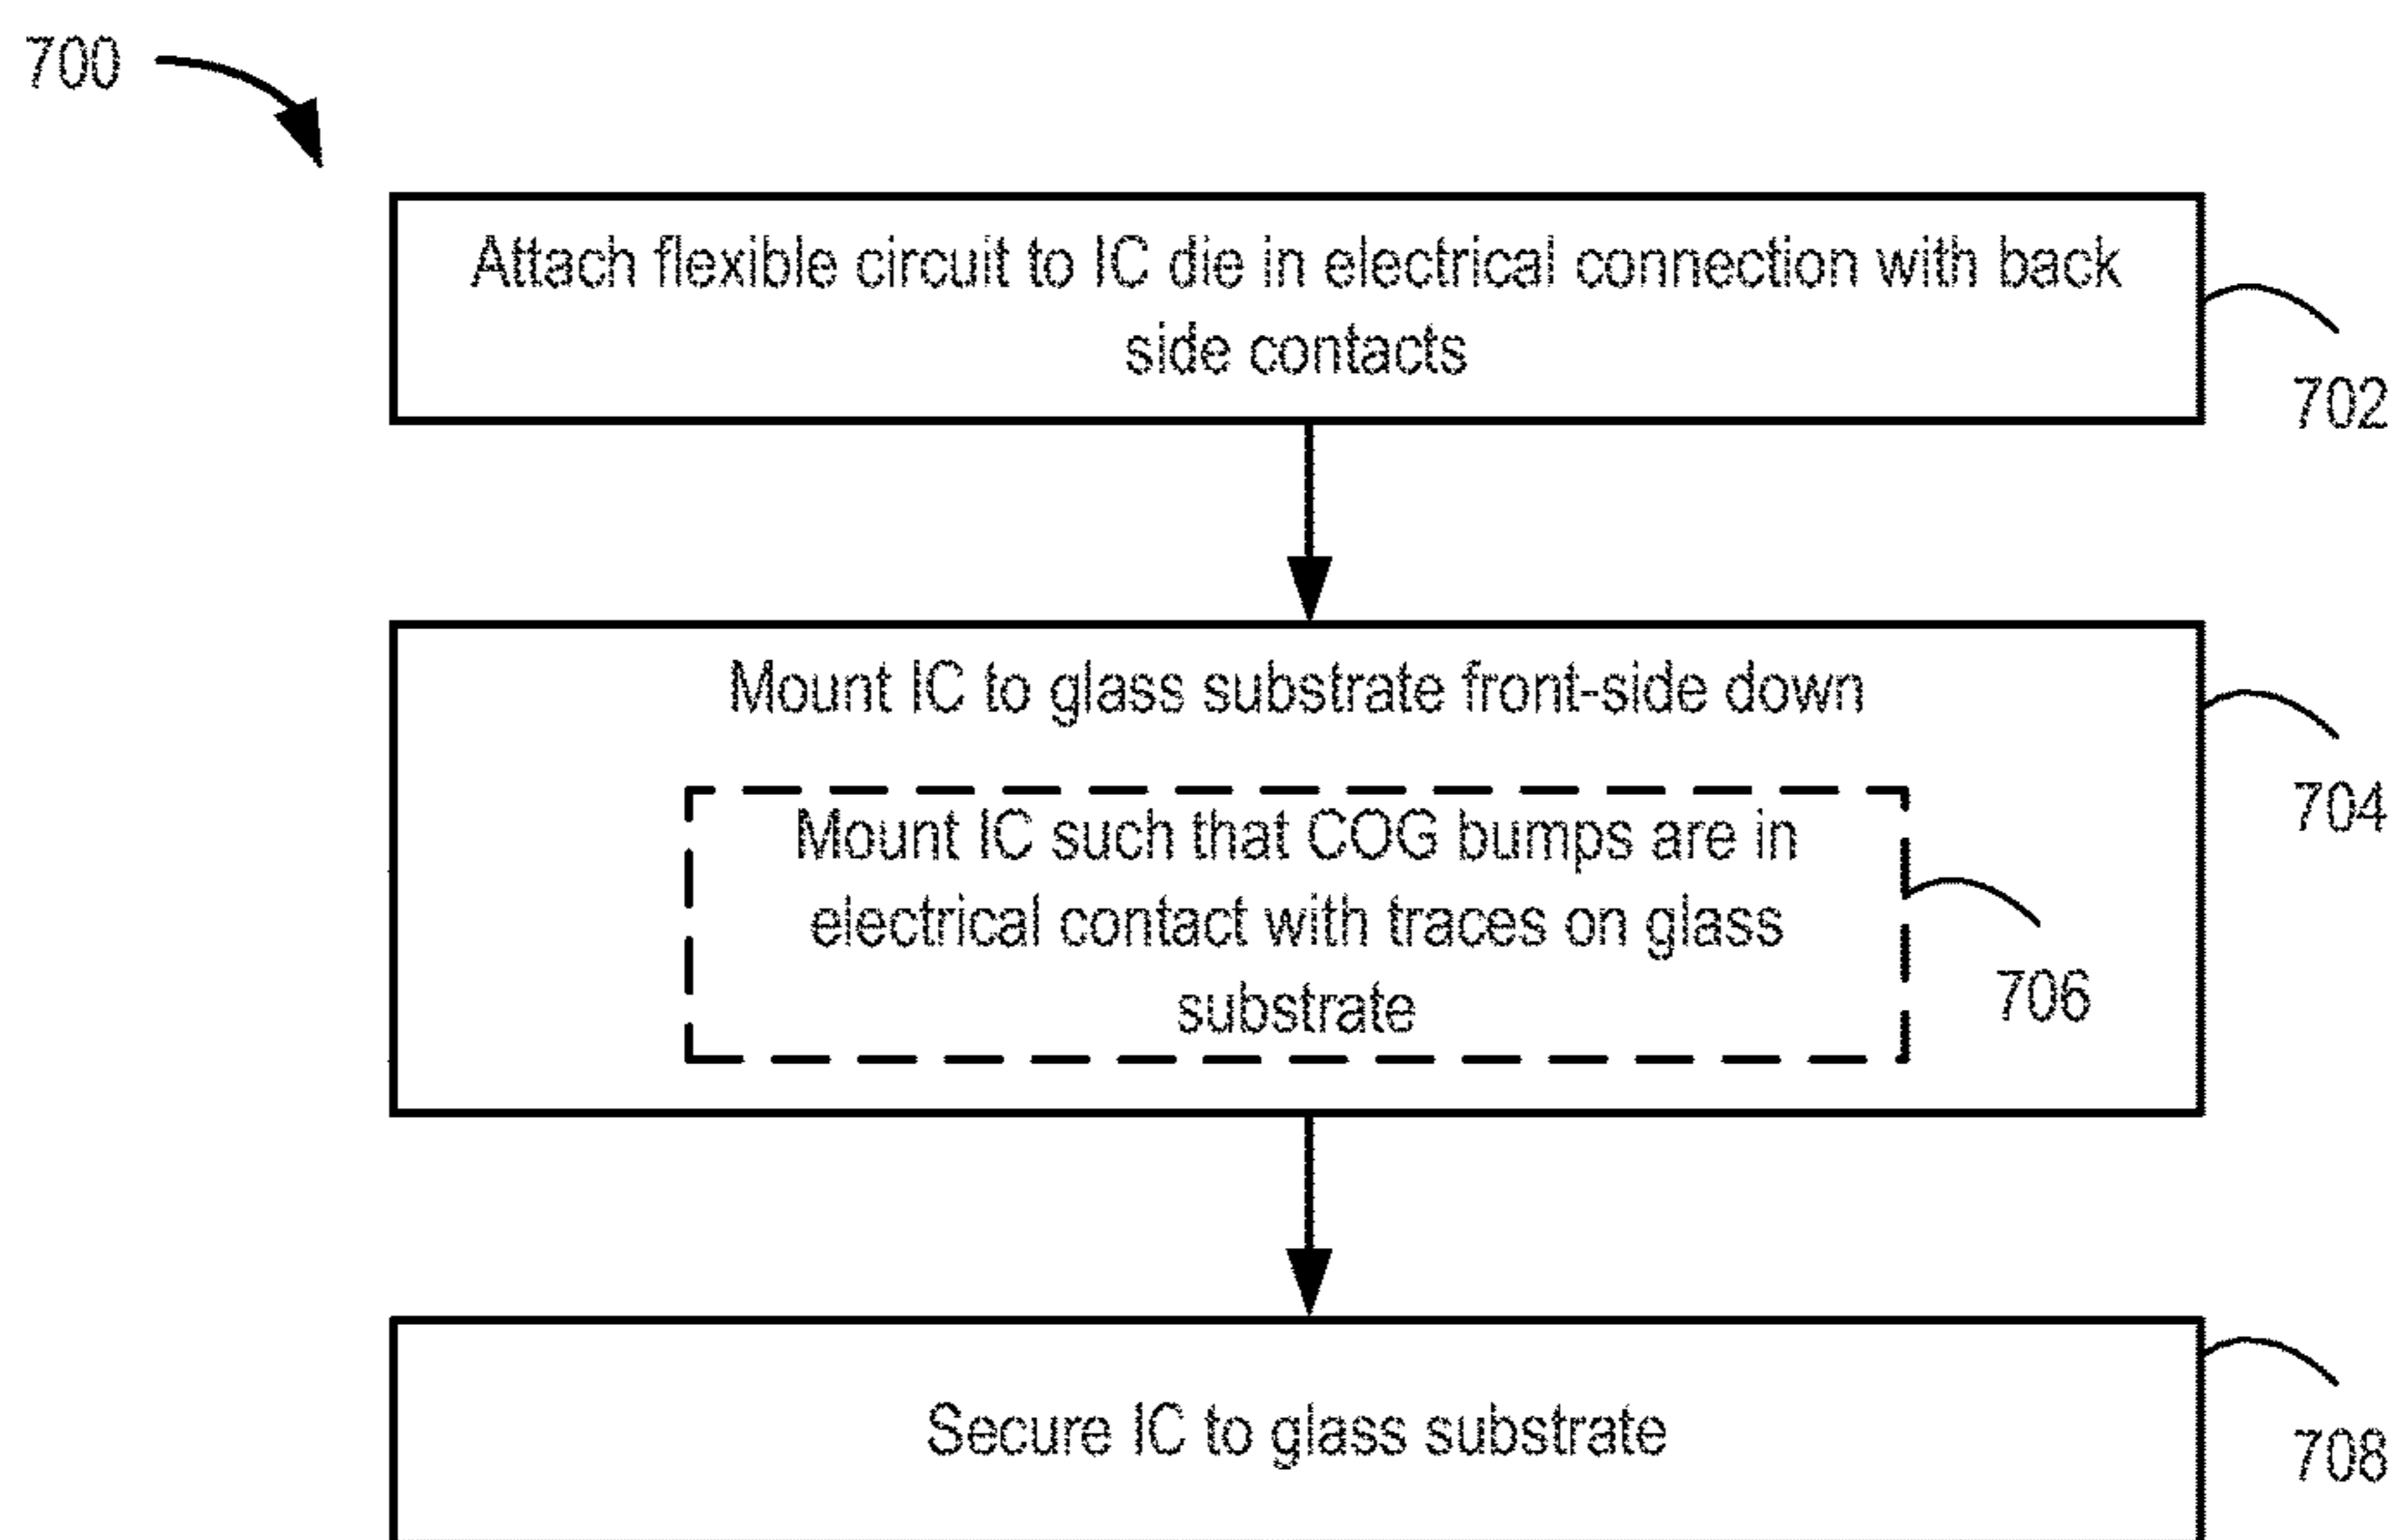 700
Attach flexible circuit to IC die in electrical connection with back
side contacts
702
Mount IC to glass substrate front-side down
704
Mount IC such that COG bumps are in
electrical contact with traces on glass
substrate
706
Secure IC to glass substrate
708